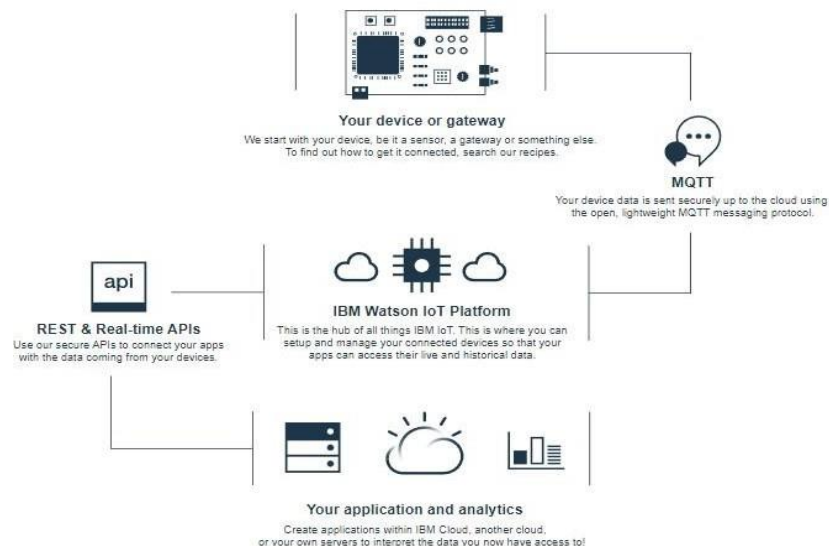 Your device or gateway
We start with your device, be it a sensor, a gateway or something else.
To find out how to get it connected, search our recipes.
MQTT
Your device data is sent securely up to the cloud using
the open, lightweight MQTT messaging protocol.
api
REST & Real-time APIs
Use our secure APIs to connect your apps
with the data coming from your devices.
IBM Watson IoT Platform
This is the hub of all things IBM IoT. This is where you can
setup and manage your connected devices so that your
apps can access their live and historical data.
Your application and analytics
Create applications within IBM Cloud, another cloud,
or your own servers to interpret the data you now have access to!